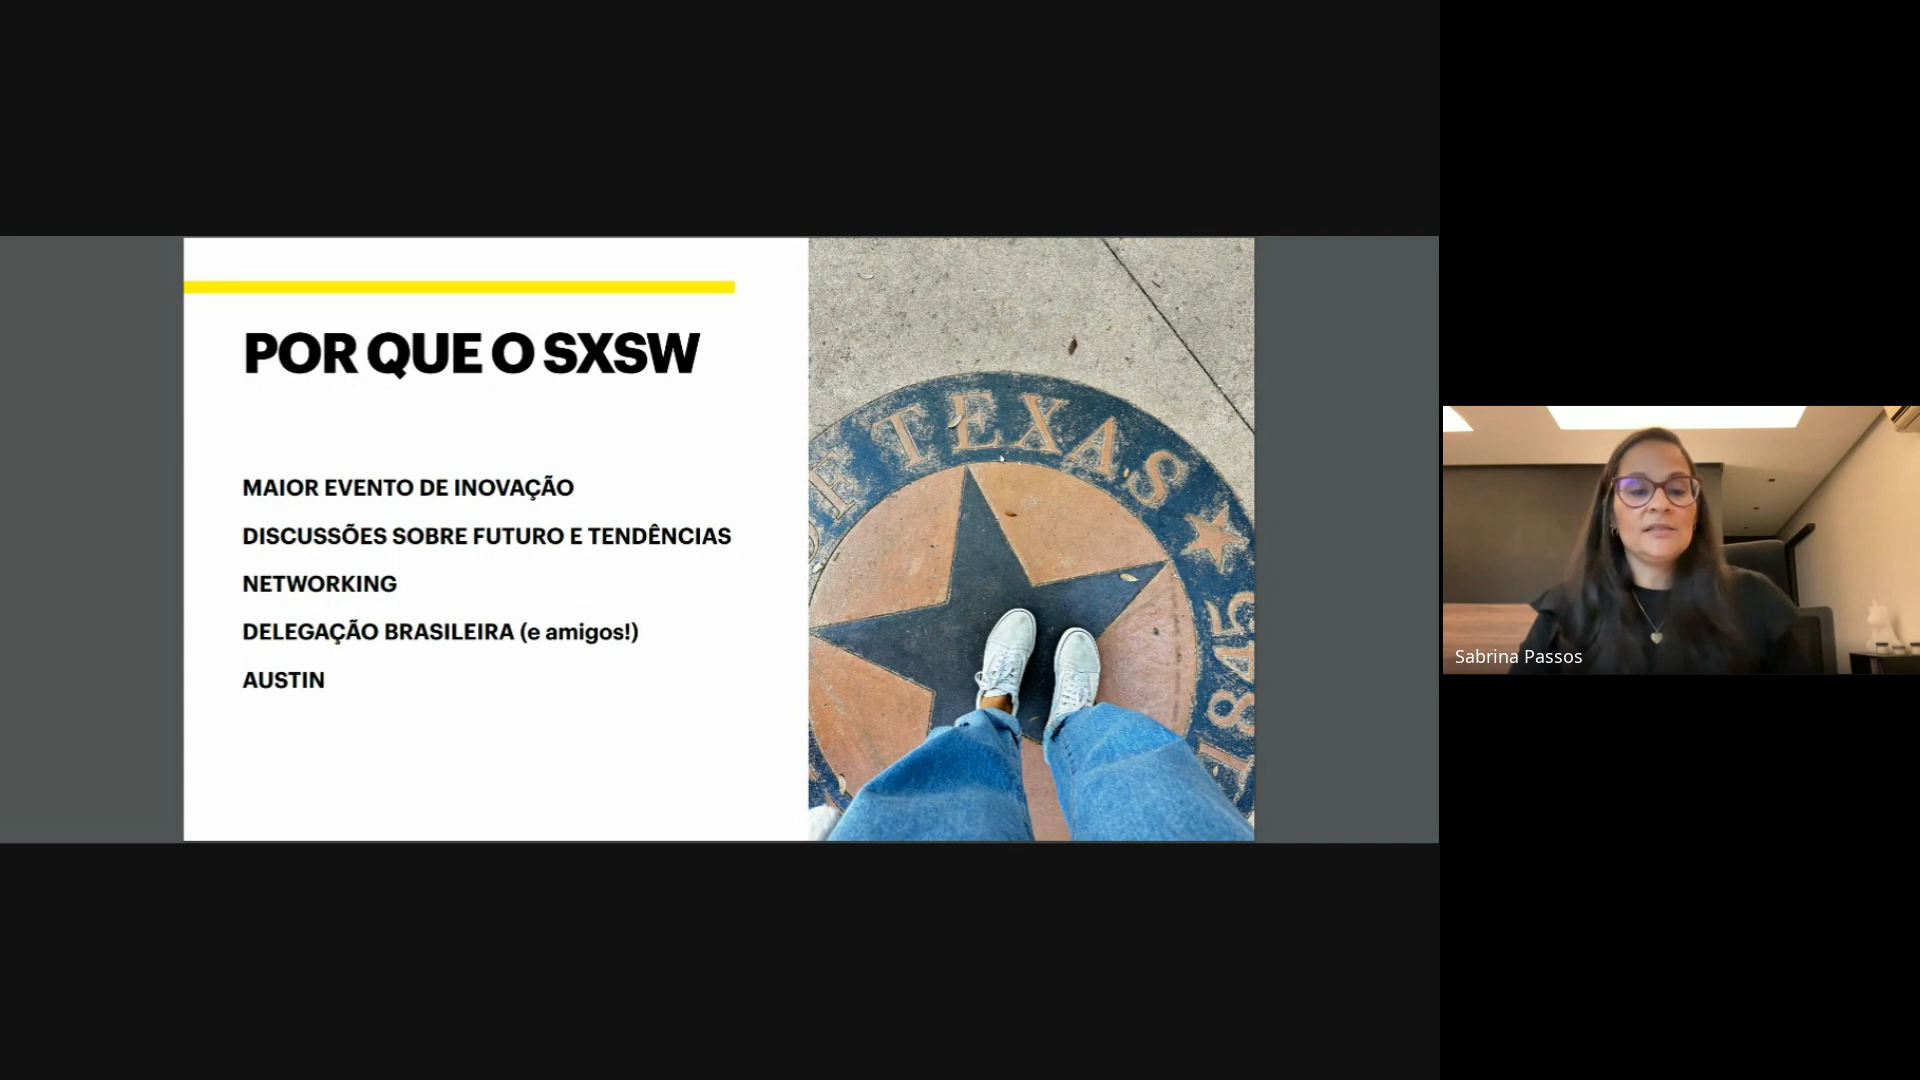 POR QUE O SXSW
MAIOR EVENTO DE INOVAÇÃO
DISCUSSÕES SOBRE FUTURO E TENDÊNCIAS
NETWORKING
DELEGAÇÃO BRASILEIRA (e amigos!)
AUSTIN
OF TEXAS
1845
Sabrina Passos